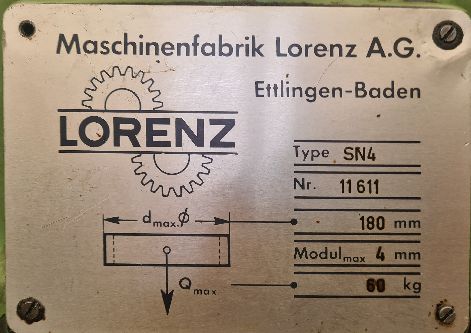 Maschinenfabrik Lorenz A.G.
Ettlingen-Baden
LORENZ
Type SN4
Nr. 11611
dmax. ϕ 180 mm
Modulmax 4 mm
Qmax 60 kg